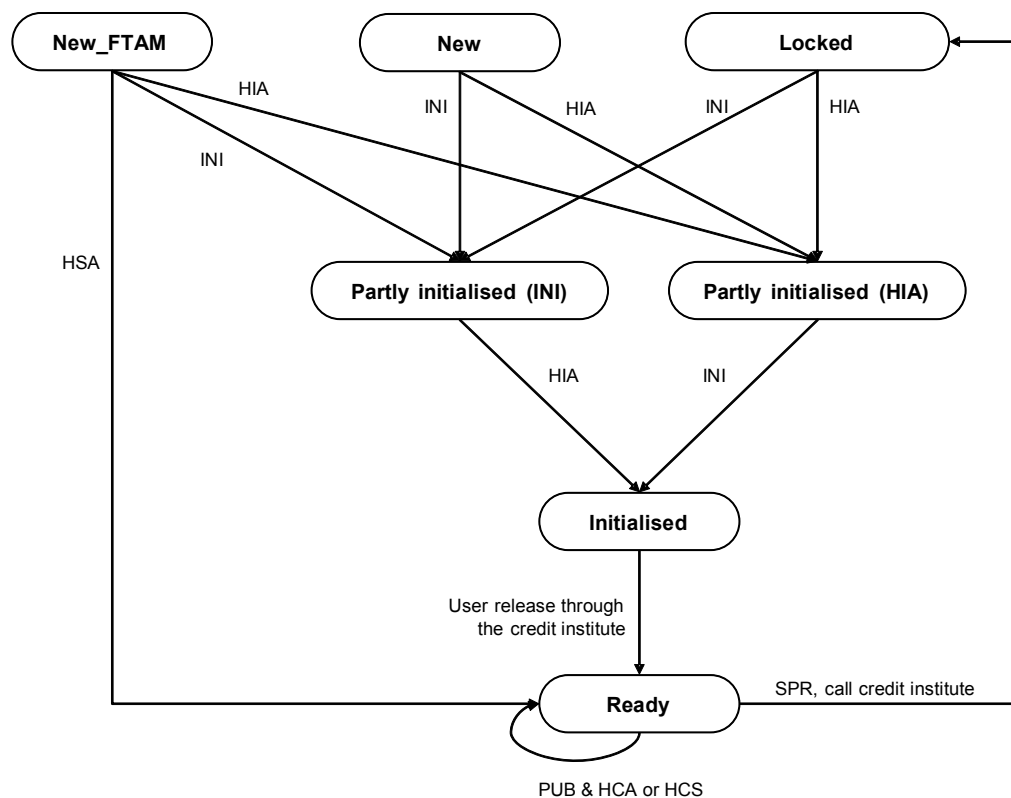 New_FTAM
New
Locked
HIA
INI
HIA
INI
HIA
INI
HSA
Partly initialised (INI)
Partly initialised (HIA)
HIA
INI
Initialised
User release through
the credit institute
Ready
SPR, call credit institute
PUB & HCA or HCS